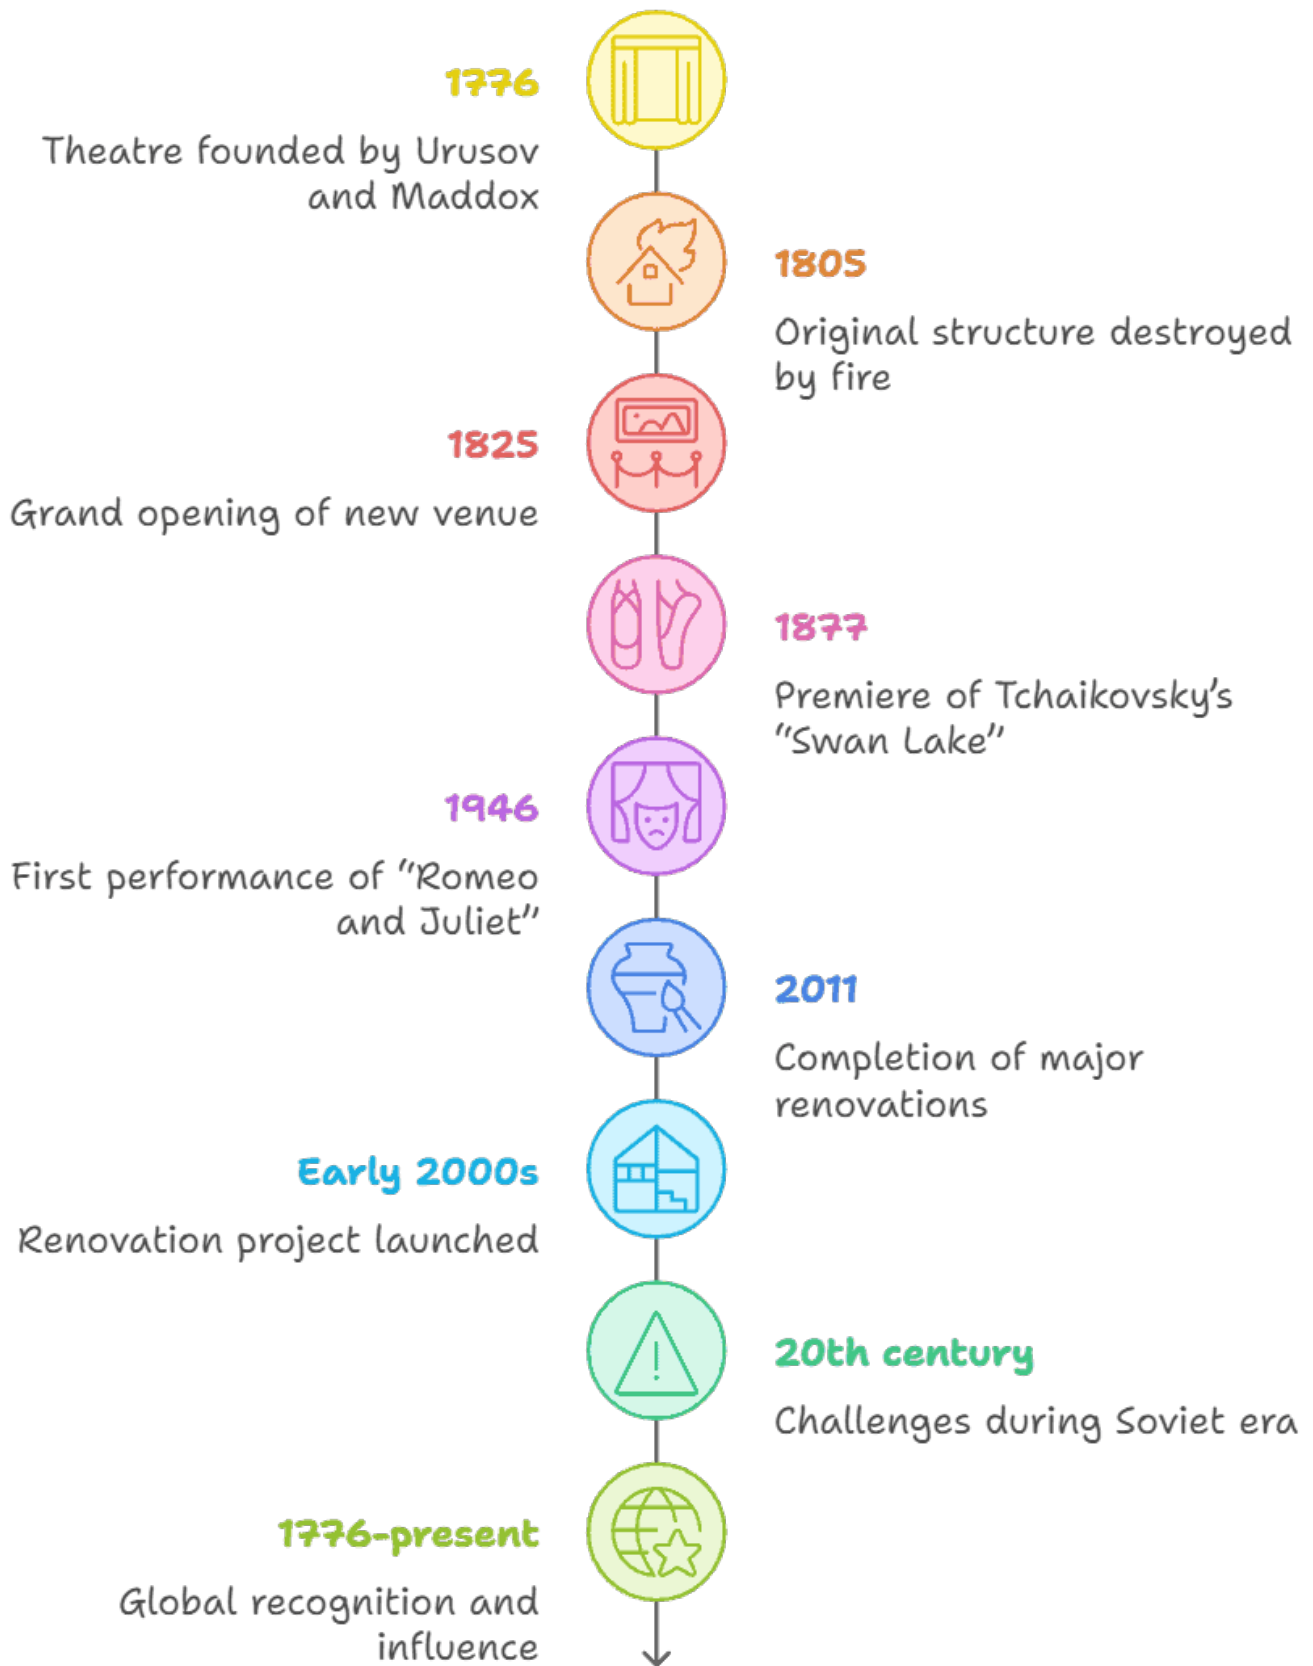 1776
Theatre founded by Urusov
and Maddox
1805
Original structure destroyed
by fire
1825
Grand opening of new venue
1877
Premiere of Tchaikovsky’s
“Swan Lake”
1946
First performance of “Romeo
and Juliet”
2011
Completion of major
renovations
Early 2000s
Renovation project launched
20th century
Challenges during Soviet era
1776-present
Global recognition and
influence